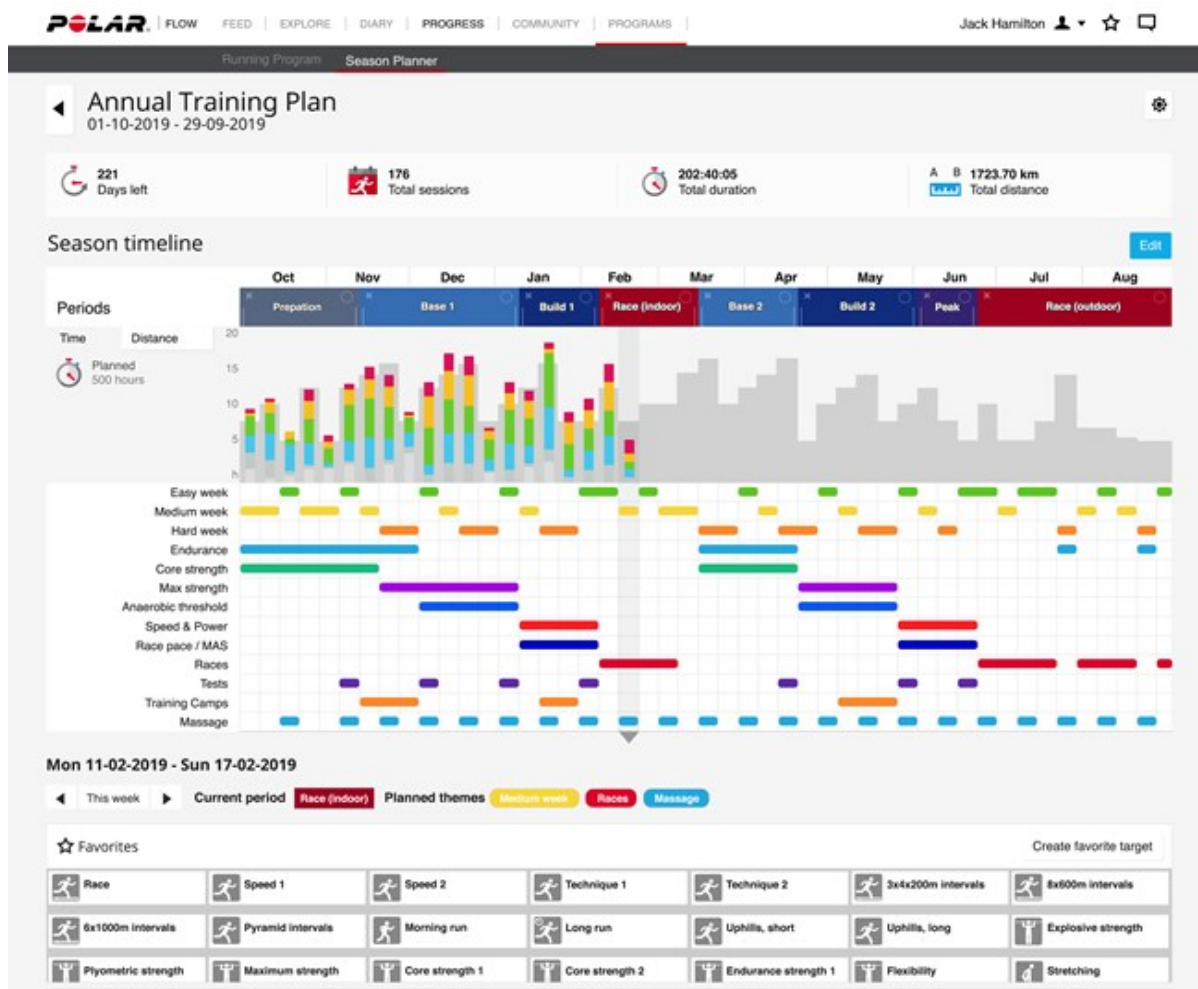 POLAR. FLOW FEED EXPLORE DIARY PROGRESS COMMUNITY PROGRAMS Jack Hamilton
Running Program Season Planner
Annual Training Plan
01-10-2019 - 29-09-2019
221
Days left
176
Total sessions
202:40:05
Total duration
A B 1723.70 km
Total distance
Season timeline Edit
Oct Nov Dec Jan Feb Mar Apr May Jun Jul Aug
Periods Prepation Base 1 Build 1 Race (indoor) Base 2 Build 2 Peak Race (outdoor)
Time Distance
Planned
500 hours
20
15
10
5
h
Easy week
Medium week
Hard week
Endurance
Core strength
Max strength
Anaerobic threshold
Speed & Power
Race pace / MAS
Races
Tests
Training Camps
Massage
Mon 11-02-2019 - Sun 17-02-2019
This week Current period Race (Indoor) Planned themes Medium week Races Massage
Favorites Create favorite target
Race Speed 1 Speed 2 Technique 1 Technique 2 3x4x200m intervals 8x600m intervals
6x1000m intervals Pyramid intervals Morning run Long run Uphills, short Uphills, long Explosive strength
Plyometric strength Maximum strength Core strength 1 Core strength 2 Endurance strength 1 Flexibility Stretching